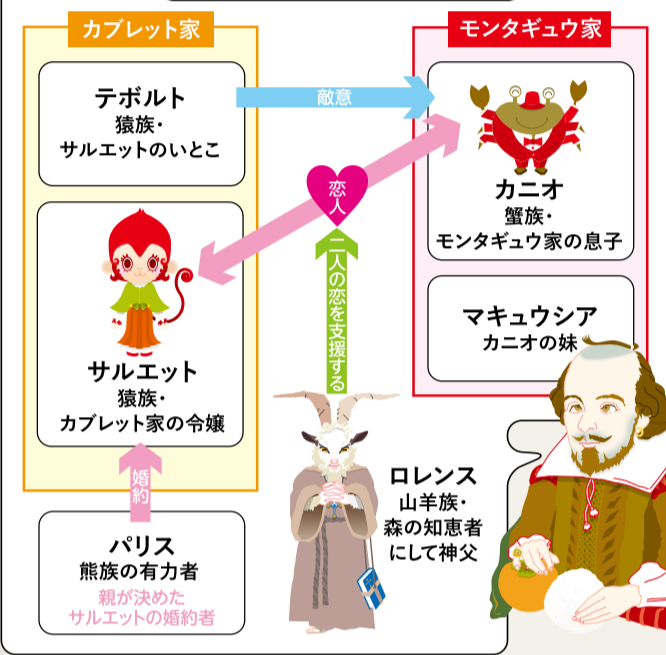 カブレット家
モンタギュウ家
テボルト
猿族・
サルエットのいとこ
敵意
カニオ
蟹族・
モンタギュウ家の息子
恋人
サルエット
猿族・
カブレット家の令嬢
二人の恋を支援する
マキュウシア
カニオの妹
婚約
パリス
熊族の有力者
親が決めた
サルエットの婚約者
ロレンス
山羊族・
森の知恵者
にして神父